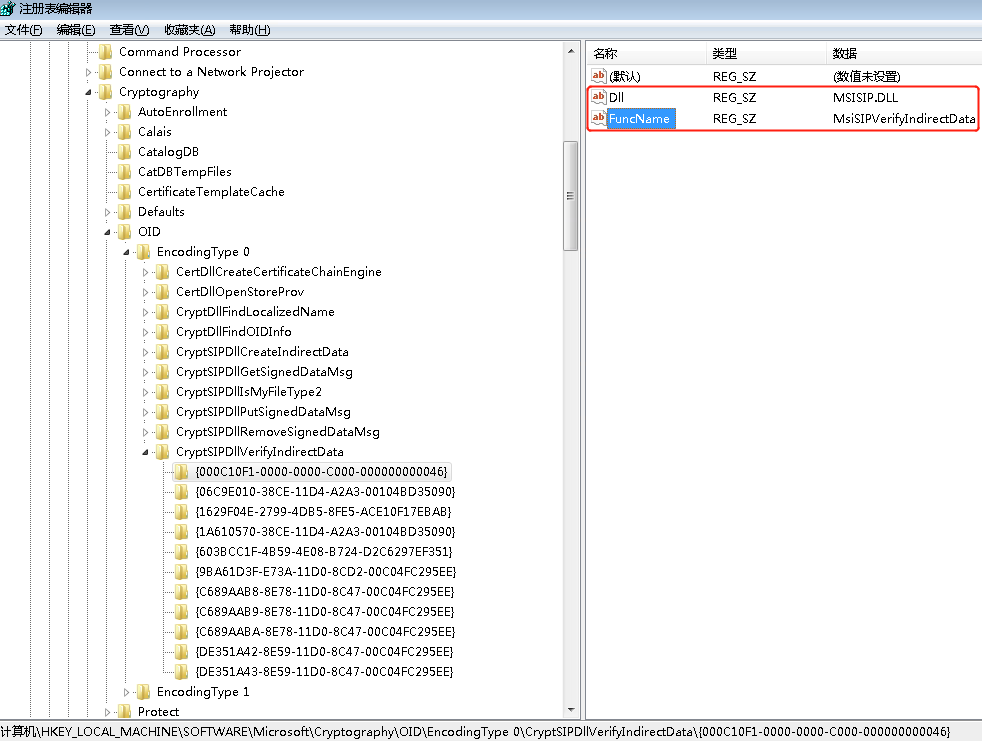 注册表编辑器
文件(F) 编辑(E) 查看(V) 收藏夹(A) 帮助(H)
Command Processor
Connect to a Network Projector
Cryptography
AutoEnrollment
Calais
CatalogDB
CatDBTempFiles
CertificateTemplateCache
Defaults
OID
EncodingType 0
CertDllCreateCertificateChainEngine
CertDllOpenStoreProv
CryptDllFindLocalizedName
CryptDllFindOIDInfo
CryptSIPDllCreateIndirectData
CryptSIPDllGetSignedDataMsg
CryptSIPDllIsMyFileType2
CryptSIPDllPutSignedDataMsg
CryptSIPDllRemoveSignedDataMsg
CryptSIPDllVerifyIndirectData
{000C10F1-0000-0000-C000-000000000046}
{06C9E010-38CE-11D4-A2A3-00104BD35090}
{1629F04E-2799-4DB5-8FE5-ACE10F17EBAB}
{1A610570-38CE-11D4-A2A3-00104BD35090}
{603BCC1F-4B59-4E08-B724-D2C6297EF351}
{9BA61D3F-E73A-11D0-8CD2-00C04FC295EE}
{C689AAB8-8E78-11D0-8C47-00C04FC295EE}
{C689AAB9-8E78-11D0-8C47-00C04FC295EE}
{C689AABA-8E78-11D0-8C47-00C04FC295EE}
{DE351A42-8E59-11D0-8C47-00C04FC295EE}
{DE351A43-8E59-11D0-8C47-00C04FC295EE}
EncodingType 1
Protect
名称 类型 数据
ab (默认) REG_SZ (数值未设置)
ab Dll REG_SZ MSISIP.DLL
ab FuncName REG_SZ MsiSIPVerifyIndirectData
计算机\HKEY_LOCAL_MACHINE\SOFTWARE\Microsoft\Cryptography\OID\EncodingType 0\CryptSIPDllVerifyIndirectData\{000C10F1-0000-0000-C000-000000000046}